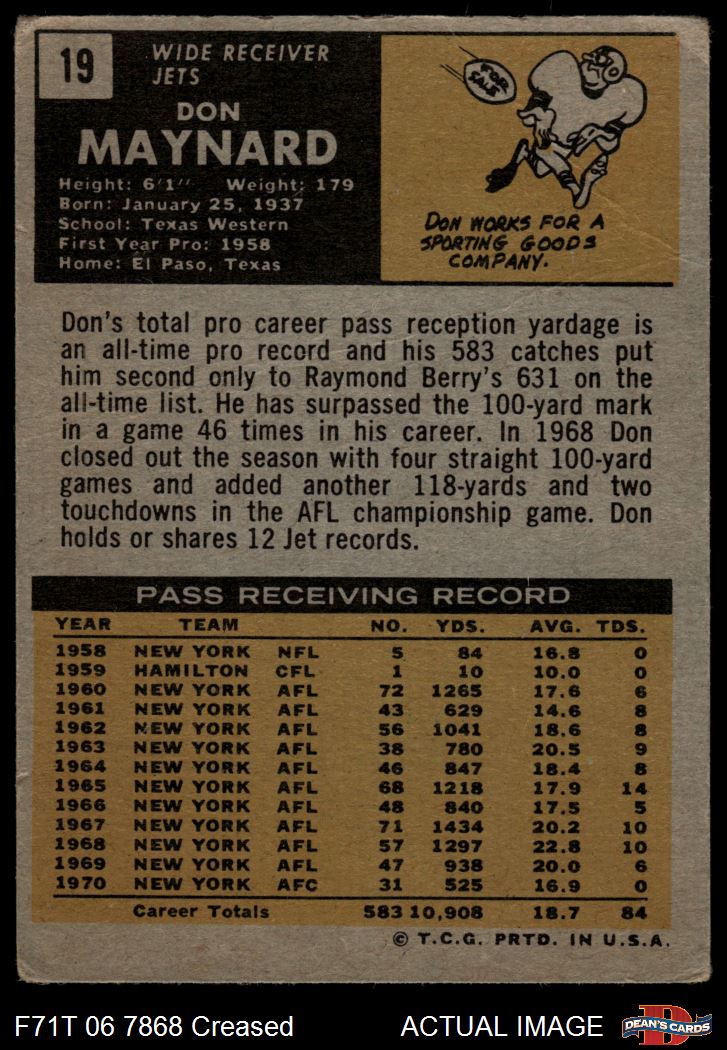 19
WIDE RECEIVER
JETS
DON
MAYNARD
Height: 6'1" Weight: 179
Born: January 25, 1937
School: Texas Western
First Year Pro: 1958
Home: El Paso, Texas
FOR
SALE
DON WORKS FOR A
SPORTING GOODS
COMPANY.
Don's total pro career pass reception yardage is
an all-time pro record and his 583 catches put
him second only to Raymond Berry's 631 on the
all-time list. He has surpassed the 100-yard mark
in a game 46 times in his career. In 1968 Don
closed out the season with four straight 100-yard
games and added another 118-yards and two
touchdowns in the AFL championship game. Don
holds or shares 12 Jet records.
PASS RECEIVING RECORD
YEAR TEAM NO. YDS. AVG. TDS.
1958 NEW YORK NFL 5 84 16.8 0
1959 HAMILTON CFL 1 10 10.0 0
1960 NEW YORK AFL 72 1265 17.6 6
1961 NEW YORK AFL 43 629 14.6 8
1962 NEW YORK AFL 56 1041 18.6 8
1963 NEW YORK AFL 38 780 20.5 9
1964 NEW YORK AFL 46 847 18.4 8
1965 NEW YORK AFL 68 1218 17.9 14
1966 NEW YORK AFL 48 840 17.5 5
1967 NEW YORK AFL 71 1434 20.2 10
1968 NEW YORK AFL 57 1297 22.8 10
1969 NEW YORK AFL 47 938 20.0 6
1970 NEW YORK AFC 31 525 16.9 0
Career Totals 583 10,908 18.7 84
© T.C.G. PRTD. IN U.S.A.
F71T 06 7868 Creased ACTUAL IMAGE
D
DEAN'S CARDS